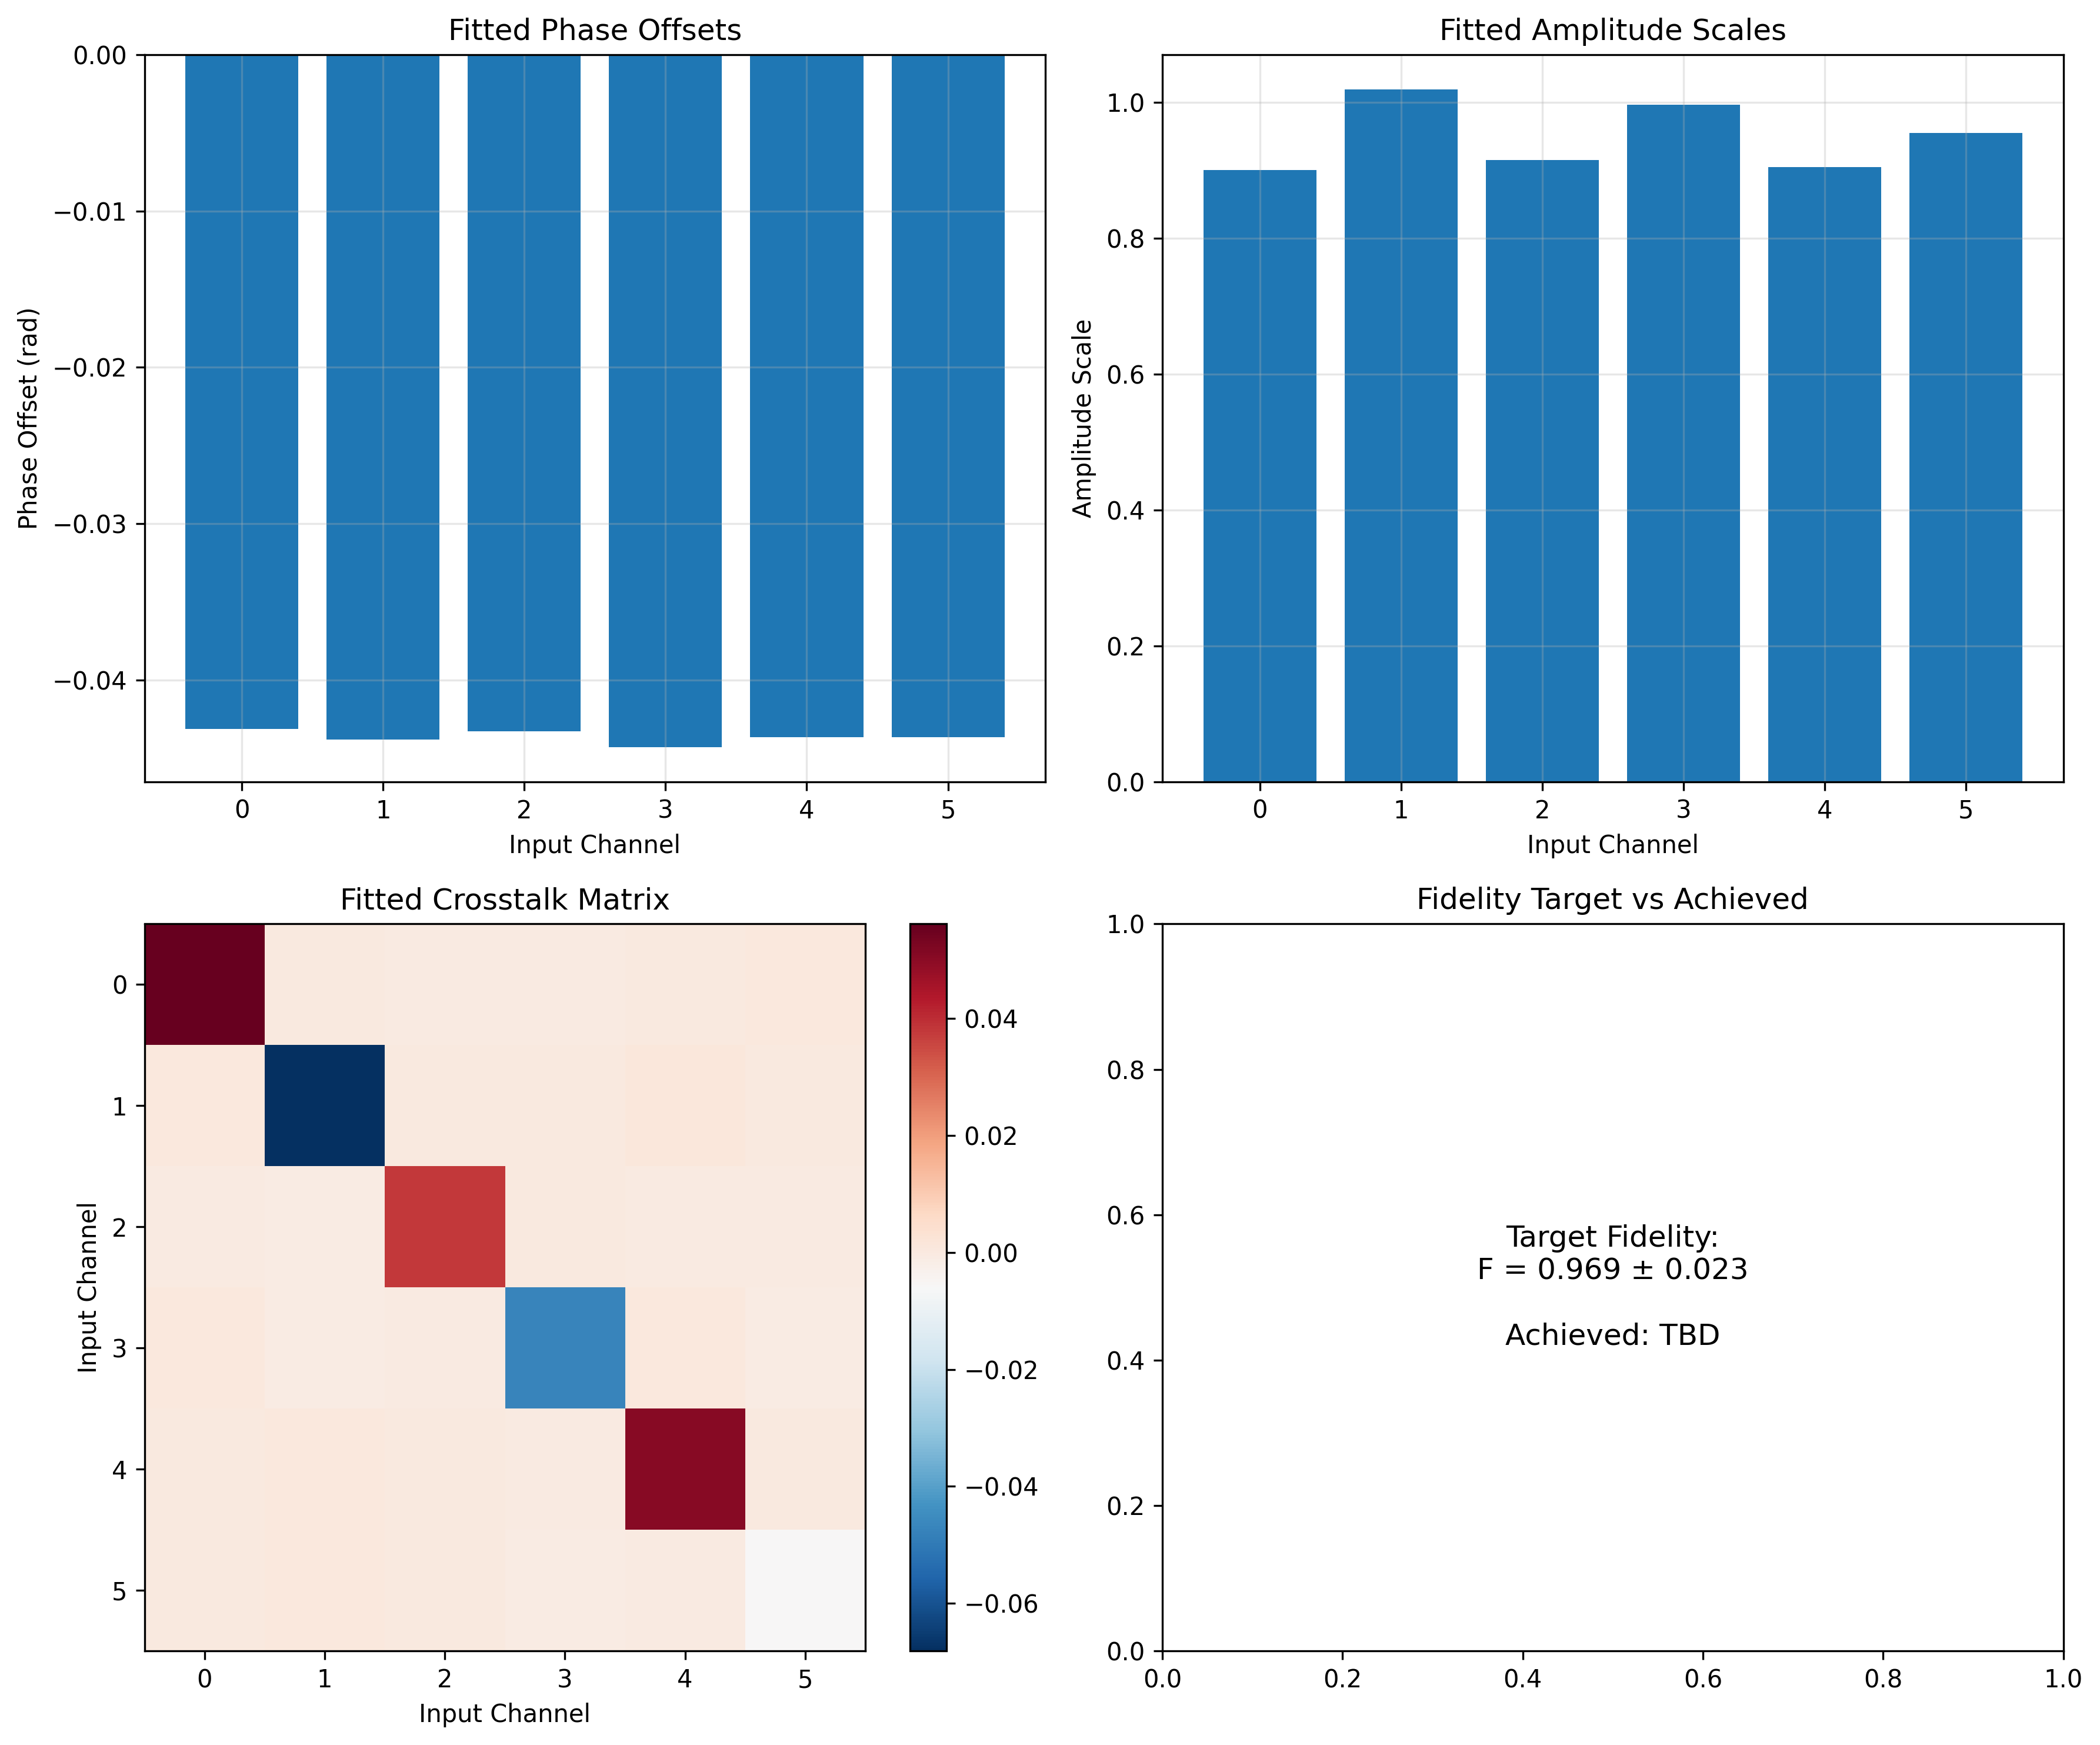 Fitted Phase Offsets
0.00
−0.01
−0.02
−0.03
−0.04
Phase Offset (rad)
0 1 2 3 4 5
Input Channel
Fitted Amplitude Scales
1.0
0.8
0.6
0.4
0.2
0.0
Amplitude Scale
0 1 2 3 4 5
Input Channel
Fitted Crosstalk Matrix
0
1
2
3
4
5
Input Channel
0 1 2 3 4 5
Input Channel
0.04
0.02
0.00
−0.02
−0.04
−0.06
Fidelity Target vs Achieved
1.0
0.8
0.6
0.4
0.2
0.0
Target Fidelity:
F = 0.969 ± 0.023
Achieved: TBD
0.0 0.2 0.4 0.6 0.8 1.0